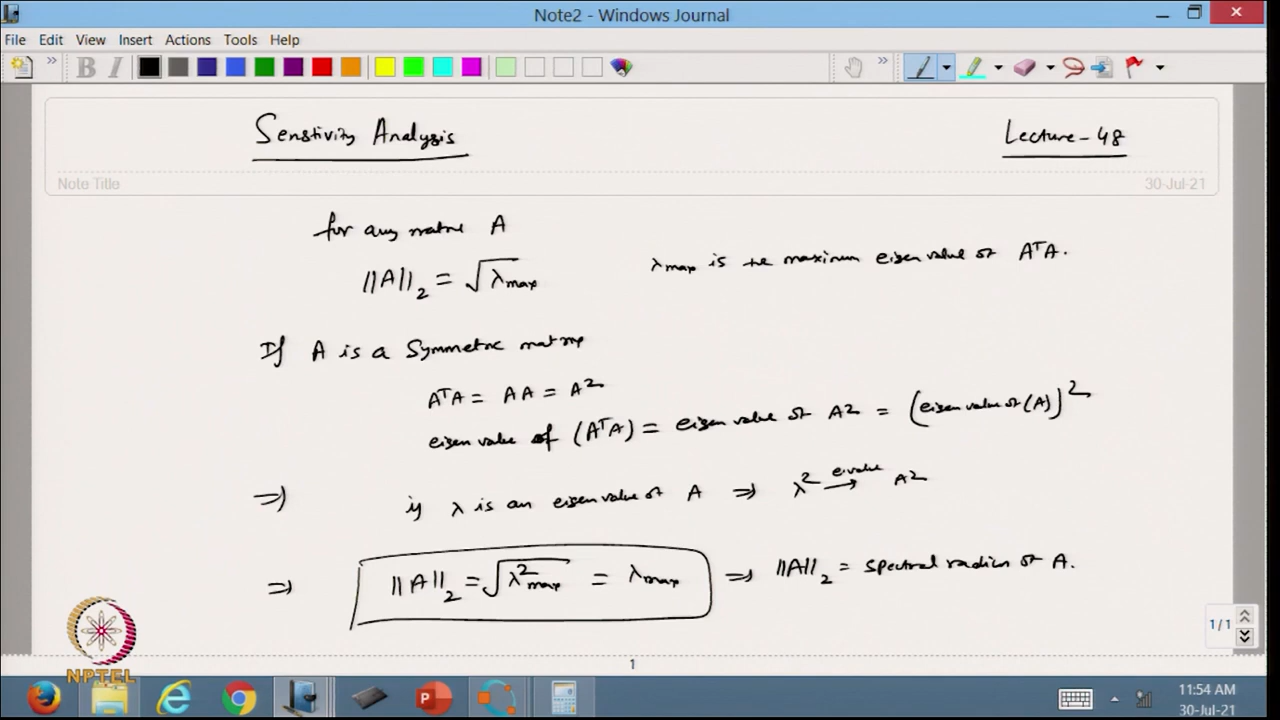 Note2 - Windows Journal
File Edit View Insert Actions Tools Help
B I
Senstivity Analysis
Lecture-48
Note Title
30-Jul-21
for any matrix A
||A||₂ = √λmax
λmax is the maximum eigen value of AᵀA.
If A is a Symmetric matrix
AᵀA = AA = A²
eigen value of (AᵀA) = eigen value of A² = (eigen value of (A))²
⇒ if λ is an eigen value of A ⇒ λ² e.value → A²
⇒ ||A||₂ = √λ²max = λmax ⇒ ||A||₂ = spectral radius of A.
1 / 1
NPTEL
1
11:54 AM
30-Jul-21